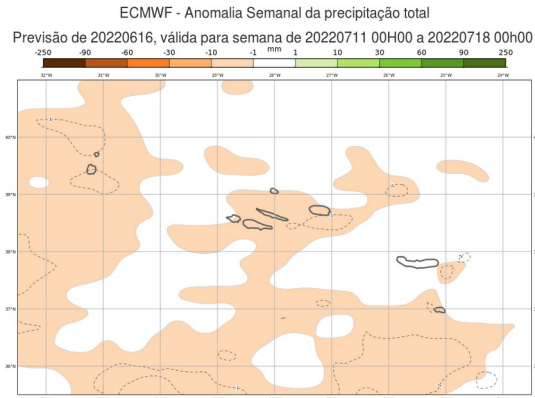 ECMWF - Anomalia Semanal da precipitação total
Previsão de 20220616, válida para semana de 20220711 00H00 a 20220718 00h00
-250 -90 -60 -30 -10 -1 mm 1 10 30 60 90 250
32°W 31°W 30°W 29°W 28°W 27°W 26°W 25°W 24°W
40°N
39°N
38°N
37°N
36°N